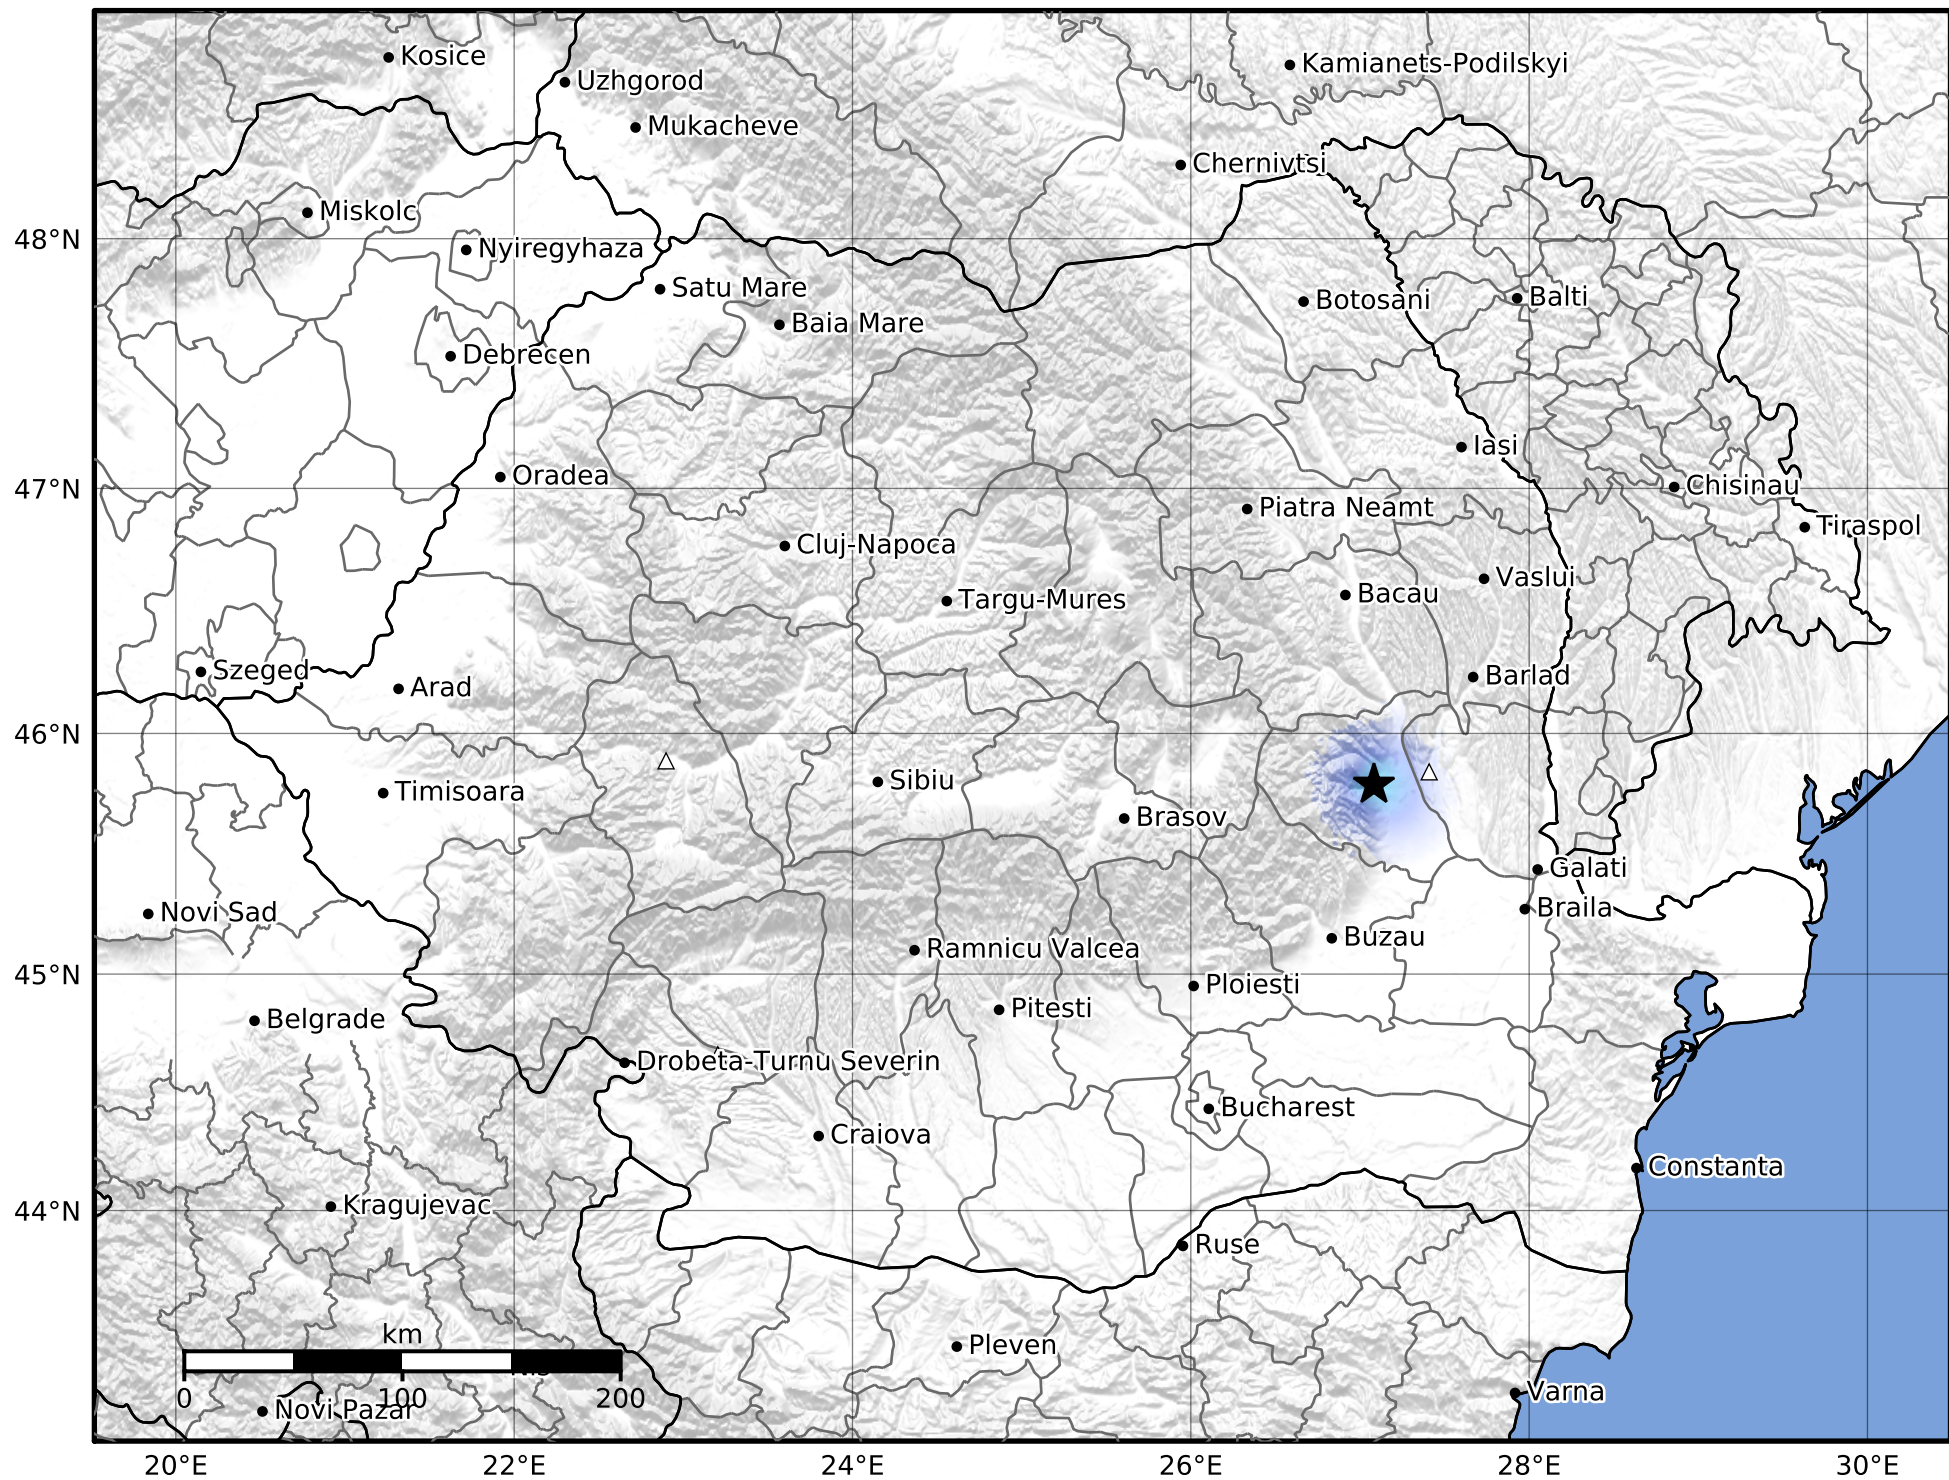 Kosice
Kamianets-Podilskyi
Uzhgorod
Mukacheve
Chernivtsi
Miskolc
48°N
Nyiregyhaza
Satu Mare
Botosani
Balti
Baia Mare
Debrecen
Iasi
Oradea
47°N
Chisinau
Piatra Neamt
Tiraspol
Cluj-Napoca
Vaslui
Bacau
Targu-Mures
Szeged
Barlad
Arad
46°N
Sibiu
Timisoara
Brasov
Galati
Braila
Novi Sad
Buzau
Ramnicu Valcea
45°N
Ploiesti
Pitesti
Belgrade
Drobeta-Turnu Severin
Bucharest
Craiova
Constanta
Kragujevac
44°N
Ruse
km
Pleven
0 100 200
Varna
Novi Pazar
20°E 22°E 24°E 26°E 28°E 30°E